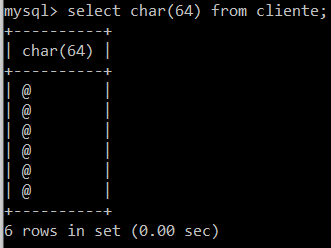 mysql> select char(64) from cliente;
+----------+
| char(64) |
+----------+
| @        |
| @        |
| @        |
| @        |
| @        |
| @        |
+----------+
6 rows in set (0.00 sec)